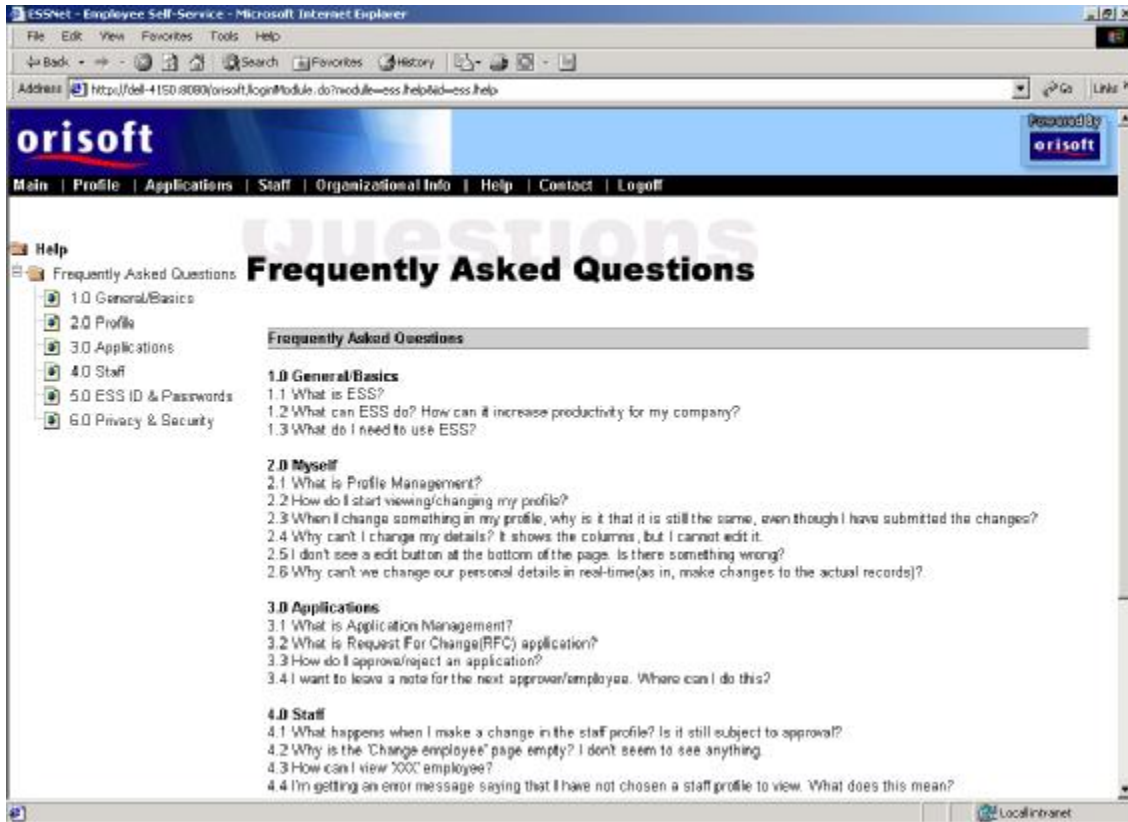 ESSNet - Employee Self-Service - Microsoft Internet Explorer
File Edit View Favorites Tools Help
Back Search Favorites History
Address http://dell-4150:8080/orisoft/loginModule.do?module=ess.help&id=ess.help Go Links
orisoft
Powered By
orisoft
Main | Profile | Applications | Staff | Organizational Info | Help | Contact | Logoff
Questions
Frequently Asked Questions
Help
Frequently Asked Questions
1.0 General/Basics
2.0 Profile
3.0 Applications
4.0 Staff
5.0 ESS ID & Passwords
6.0 Privacy & Security
Frequently Asked Questions
1.0 General/Basics
1.1 What is ESS?
1.2 What can ESS do? How can it increase productivity for my company?
1.3 What do I need to use ESS?
2.0 Myself
2.1 What is Profile Management?
2.2 How do I start viewing/changing my profile?
2.3 When I change something in my profile, why is it that it is still the same, even though I have submitted the changes?
2.4 Why can't I change my details? It shows the columns, but I cannot edit it.
2.5 I don't see a edit button at the bottom of the page. Is there something wrong?
2.6 Why can't we change our personal details in real-time(as in, make changes to the actual records)?
3.0 Applications
3.1 What is Application Management?
3.2 What is Request For Change(RFC) application?
3.3 How do I approve/reject an application?
3.4 I want to leave a note for the next approver/employee. Where can I do this?
4.0 Staff
4.1 What happens when I make a change in the staff profile? Is it still subject to approval?
4.2 Why is the 'Change employee' page empty? I don't seem to see anything.
4.3 How can I view 'XXX' employee?
4.4 I'm getting an error message saying that I have not chosen a staff profile to view. What does this mean?
Local intranet